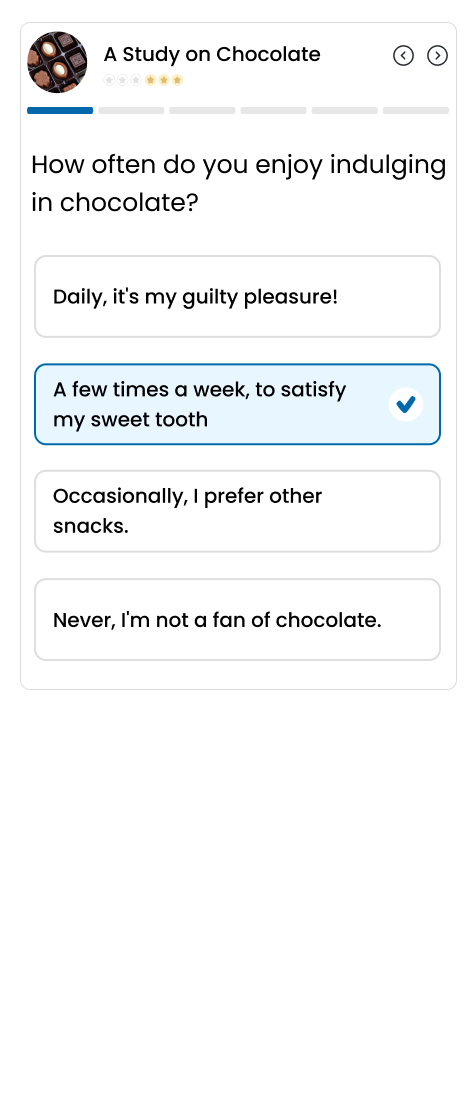 A Study on Chocolate
How often do you enjoy indulging
in chocolate?
Daily, it's my guilty pleasure!
A few times a week, to satisfy
my sweet tooth
Occasionally, I prefer other
snacks.
Never, I'm not a fan of chocolate.